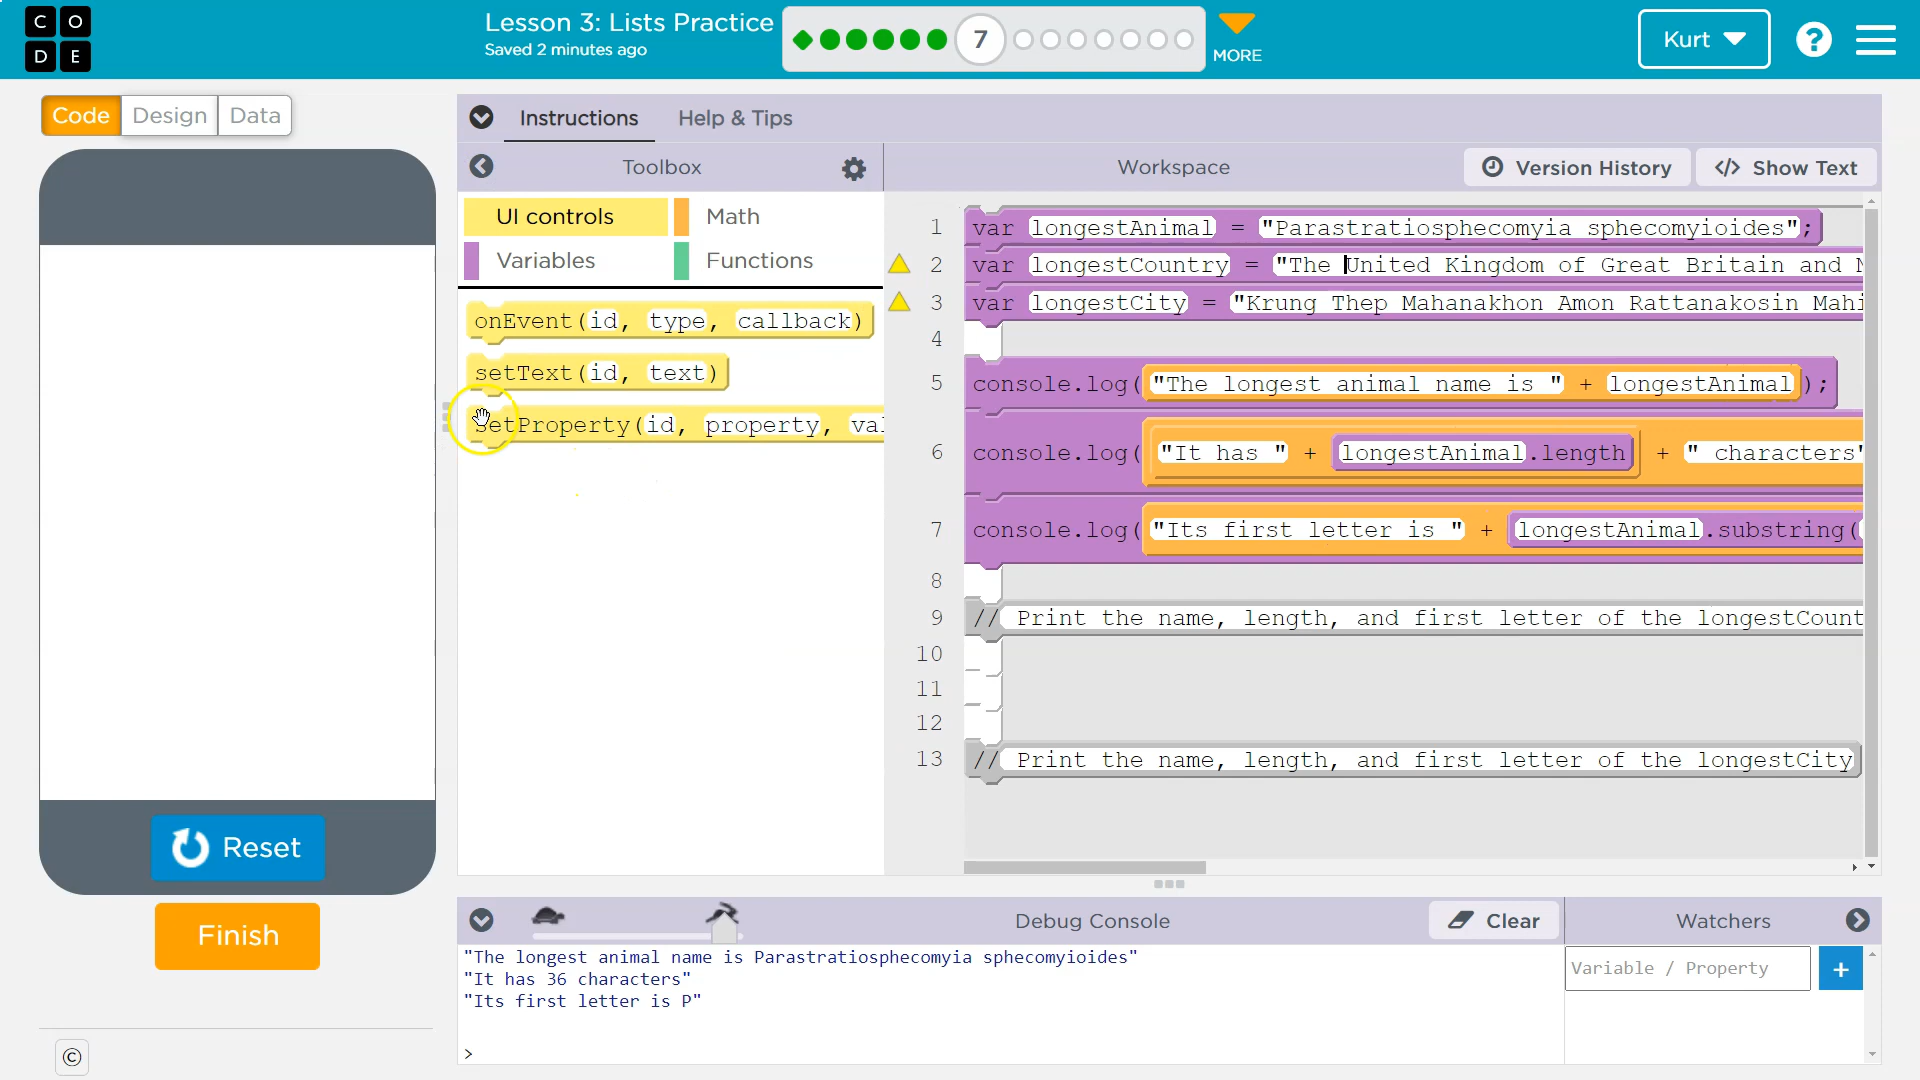 C O
D E
Lesson 3: Lists Practice
Saved 2 minutes ago
7
MORE
Kurt
?
Code
Design
Data
Instructions
Help & Tips
Toolbox
Workspace
Version History
</> Show Text
UI controls
Math
Variables
Functions
onEvent(id, type, callback)
setText(id, text)
setProperty(id, property, val
1 var longestAnimal = "Parastratiosphecomyia sphecomyioides";
2 var longestCountry = "The United Kingdom of Great Britain and N
3 var longestCity = "Krung Thep Mahanakhon Amon Rattanakosin Mahi
4
5 console.log("The longest animal name is " + longestAnimal);
6 console.log("It has " + longestAnimal.length + " characters"
7 console.log("Its first letter is " + longestAnimal.substring(
8
9 // Print the name, length, and first letter of the longestCount
10
11
12
13 // Print the name, length, and first letter of the longestCity
Reset
Finish
Debug Console
Clear
Watchers
"The longest animal name is Parastratiosphecomyia sphecomyioides"
"It has 36 characters"
"Its first letter is P"
>
Variable / Property
+
©